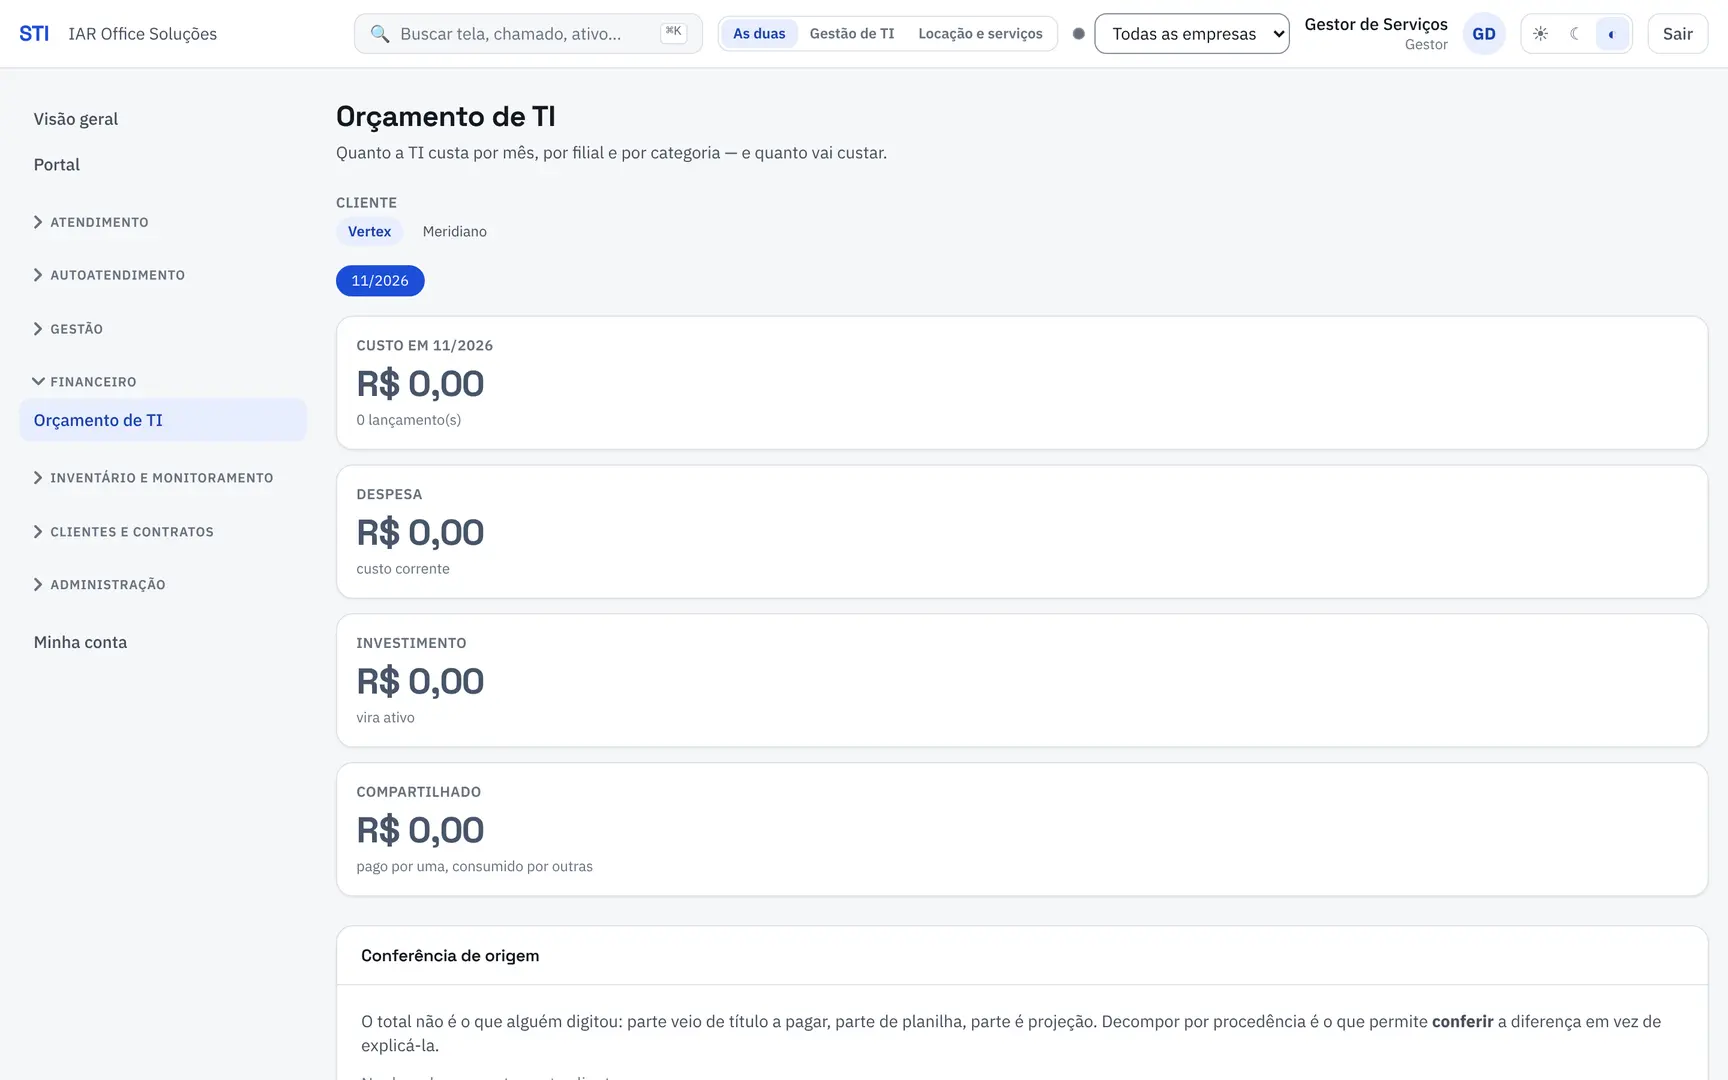 STI IAR Office Soluções
Buscar tela, chamado, ativo... ⌘K
As duas Gestão de TI Locação e serviços
Todas as empresas
Gestor de Serviços
Gestor
GD
Sair
Visão geral
Portal
ATENDIMENTO
AUTOATENDIMENTO
GESTÃO
FINANCEIRO
Orçamento de TI
INVENTÁRIO E MONITORAMENTO
CLIENTES E CONTRATOS
ADMINISTRAÇÃO
Minha conta
Orçamento de TI
Quanto a TI custa por mês, por filial e por categoria — e quanto vai custar.
CLIENTE
Vertex Meridiano
11/2026
CUSTO EM 11/2026
R$ 0,00
0 lançamento(s)
DESPESA
R$ 0,00
custo corrente
INVESTIMENTO
R$ 0,00
vira ativo
COMPARTILHADO
R$ 0,00
pago por uma, consumido por outras
Conferência de origem
O total não é o que alguém digitou: parte veio de título a pagar, parte de planilha, parte é projeção. Decompor por procedência é o que permite conferir a diferença em vez de
explicá-la.